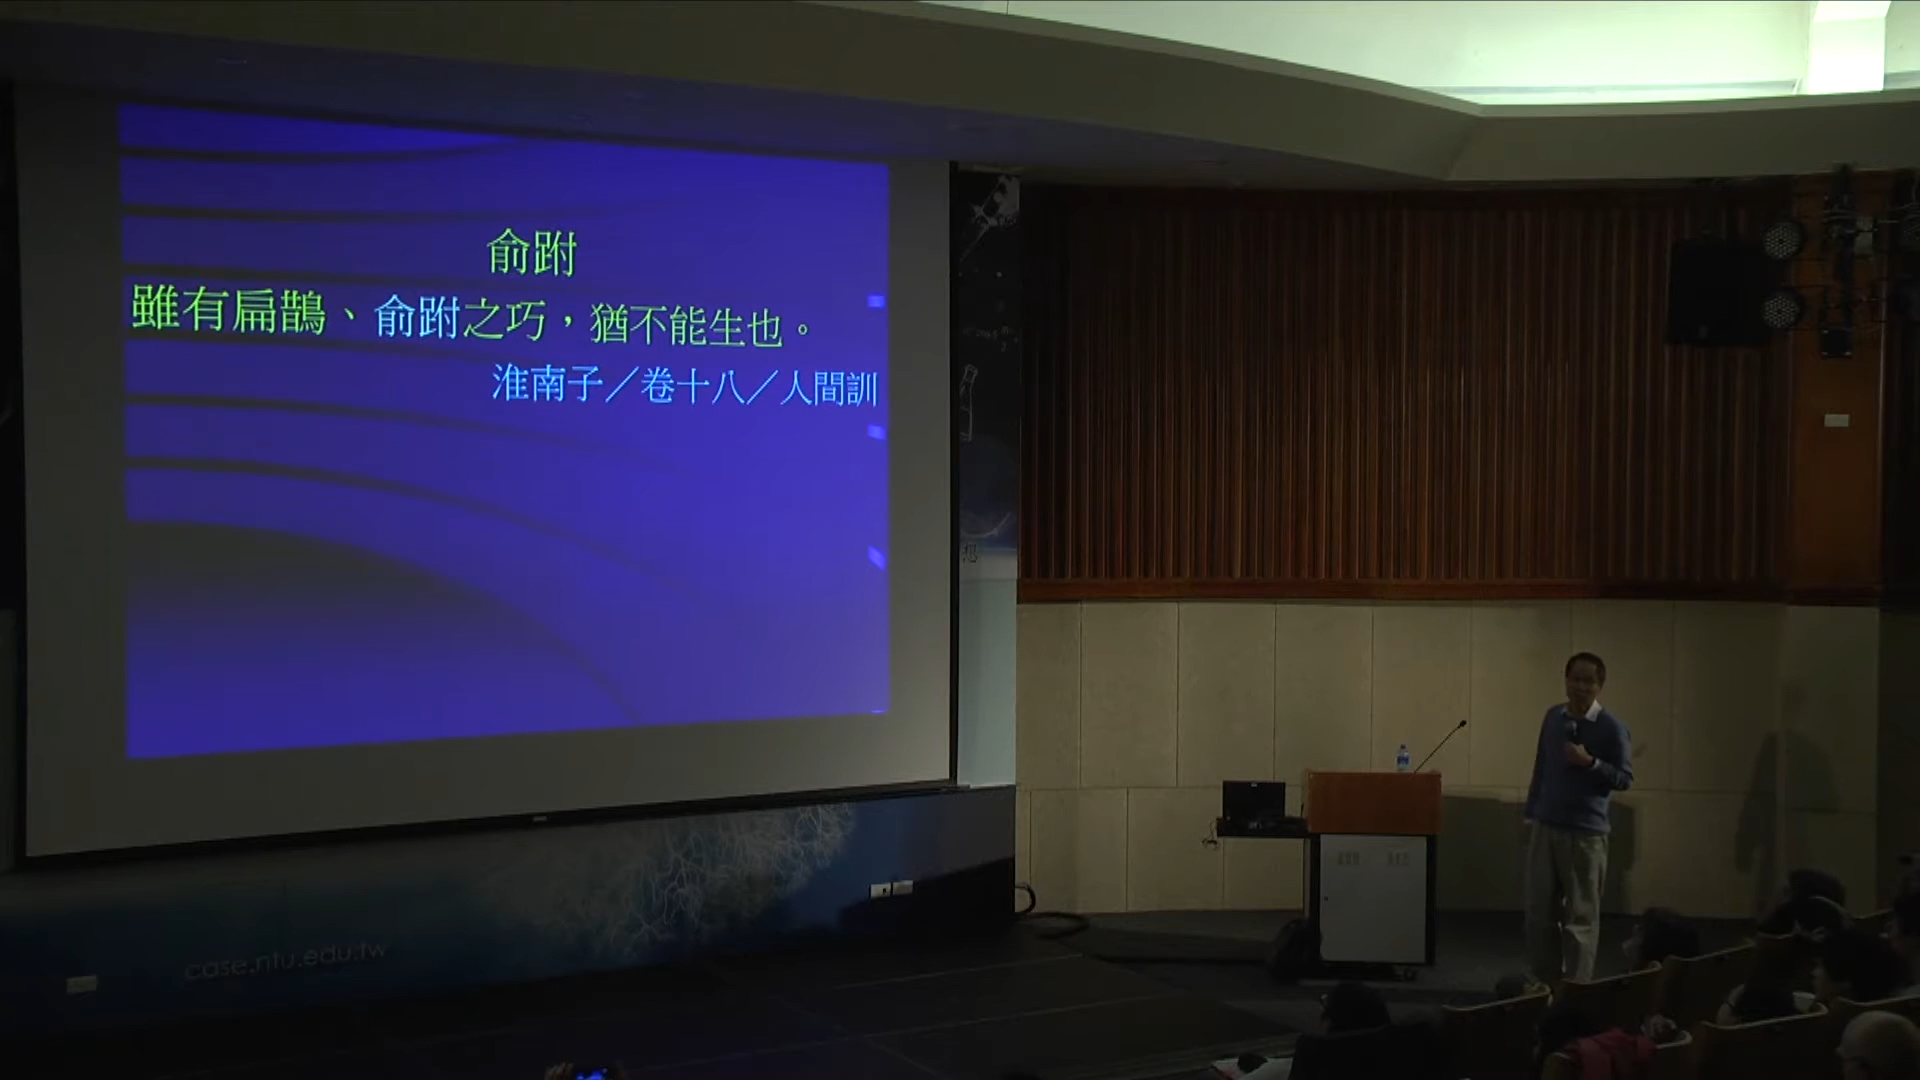 俞跗
雖有扁鵲、俞跗之巧，猶不能生也。
淮南子／卷十八／人間訓
想
case.ntu.edu.tw